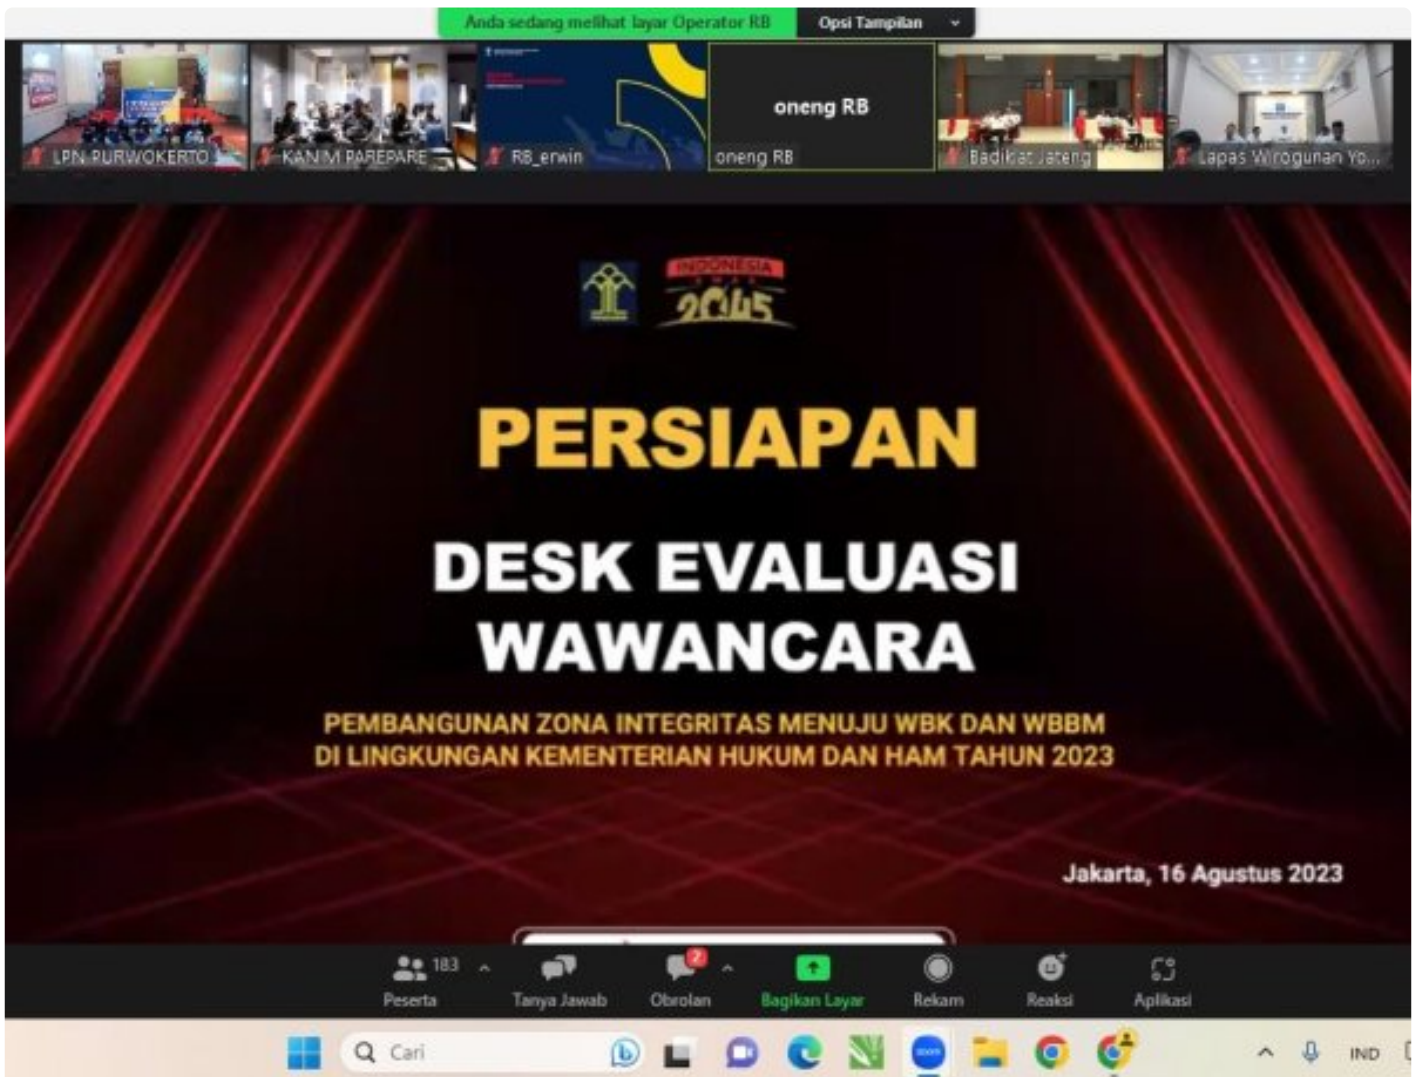 Anda sedang melihat layar Operator RB
Opsi Tampilan
LPN PURWOKERTO
KANIM PAREPARE
RB_erwin
oneng RB
oneng RB
Badiklat Jateng
Lapas Wirogunan Yo...
INDONESIA
EMAS
2045
PERSIAPAN
DESK EVALUASI
WAWANCARA
PEMBANGUNAN ZONA INTEGRITAS MENUJU WBK DAN WBBM
DI LINGKUNGAN KEMENTERIAN HUKUM DAN HAM TAHUN 2023
Jakarta, 16 Agustus 2023
183
2
Peserta
Tanya Jawab
Obrolan
Bagikan Layar
Rekam
Reaksi
Aplikasi
Cari
zoom
IND